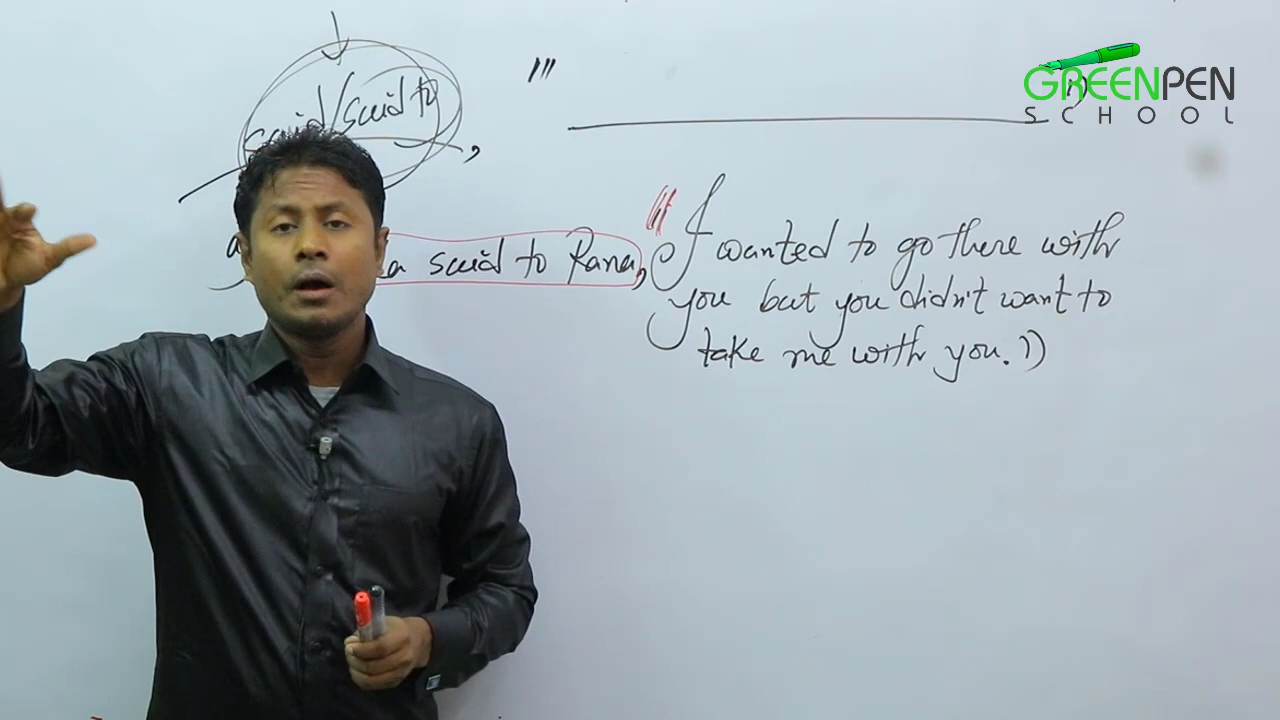 GREENPEN
SCHOOL
said/said to,
"
a said to Rana, "I wanted to go there with
you but you didn't want to
take me with you.")